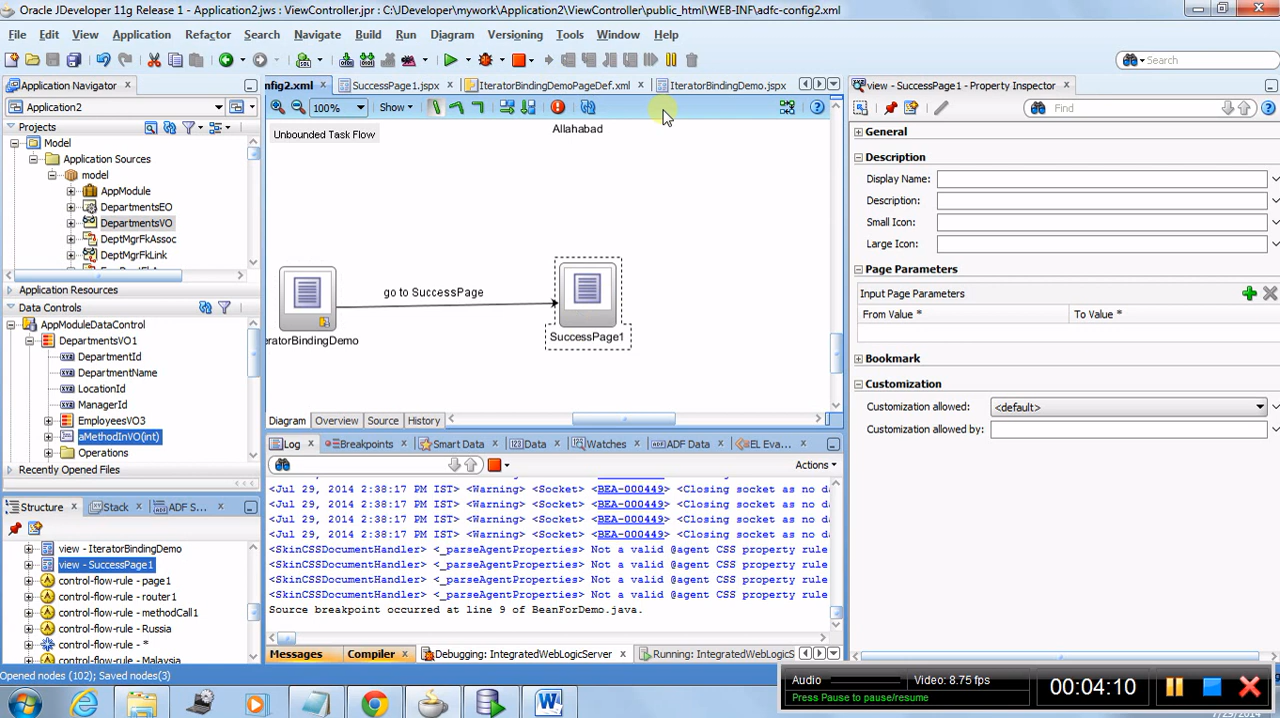 Oracle JDeveloper 11g Release 1 - Application2.jws : ViewController.jpr : C:\JDeveloper\mywork\Application2\ViewController\public_html\WEB-INF\adfc-config2.xml
File Edit View Application Refactor Search Navigate Build Run Diagram Versioning Tools Window Help
Search
Application Navigator
Application2
Projects
Model
Application Sources
model
AppModule
DepartmentsEO
DepartmentsVO
DeptMgrFkAssoc
DeptMgrFkLink
Application Resources
Data Controls
AppModuleDataControl
DepartmentsVO1
DepartmentId
DepartmentName
LocationId
ManagerId
EmployeesVO3
aMethodInVO(int)
Operations
Recently Opened Files
Structure Stack ADF S...
view - IteratorBindingDemo
view - SuccessPage1
control-flow-rule - page1
control-flow-rule - router1
control-flow-rule - methodCall1
control-flow-rule - Russia
control-flow-rule - *
control-flow-rule - Malaysia
nfig2.xml SuccessPage1.jspx IteratorBindingDemoPageDef.xml IteratorBindingDemo.jspx
100% Show
Unbounded Task Flow
Allahabad
go to SuccessPage
eratorBindingDemo
SuccessPage1
Diagram Overview Source History
Log Breakpoints Smart Data Data Watches ADF Data EL Eva...
Actions
<Jul 29, 2014 2:38:17 PM IST> <Warning> <Socket> <BEA-000449> <Closing socket as no da
<Jul 29, 2014 2:38:17 PM IST> <Warning> <Socket> <BEA-000449> <Closing socket as no da
<Jul 29, 2014 2:38:17 PM IST> <Warning> <Socket> <BEA-000449> <Closing socket as no da
<Jul 29, 2014 2:38:17 PM IST> <Warning> <Socket> <BEA-000449> <Closing socket as no da
<SkinCSSDocumentHandler> <_parseAgentProperties> Not a valid @agent CSS property rule
<SkinCSSDocumentHandler> <_parseAgentProperties> Not a valid @agent CSS property rule
<SkinCSSDocumentHandler> <_parseAgentProperties> Not a valid @agent CSS property rule
<SkinCSSDocumentHandler> <_parseAgentProperties> Not a valid @agent CSS property rule
Source breakpoint occurred at line 9 of BeanForDemo.java.
Messages Compiler Debugging: IntegratedWebLogicServer Running: IntegratedWebLogicS
view - SuccessPage1 - Property Inspector
Find
General
Description
Display Name:
Description:
Small Icon:
Large Icon:
Page Parameters
Input Page Parameters
From Value * To Value *
Bookmark
Customization
Customization allowed: <default>
Customization allowed by:
Opened nodes (102); Saved nodes(3)
Audio Video: 8.75 fps
Press Pause to pause/resume
00:04:10